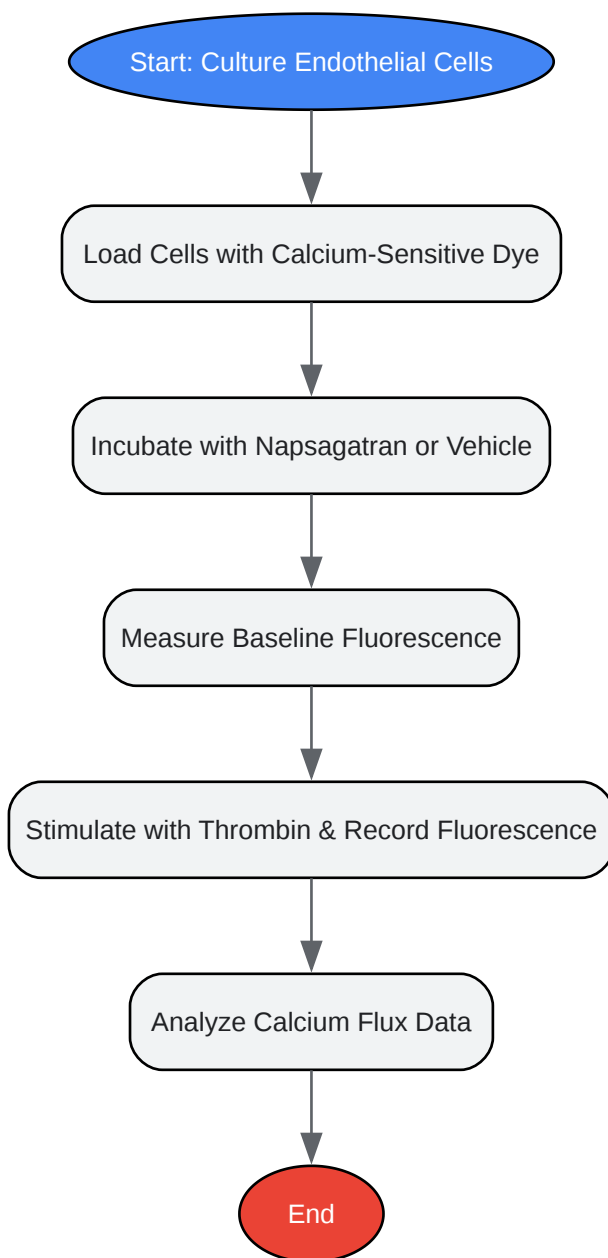 Start: Culture Endothelial Cells
Load Cells with Calcium-Sensitive Dye
Incubate with Napsagatran or Vehicle
Measure Baseline Fluorescence
Stimulate with Thrombin & Record Fluorescence
Analyze Calcium Flux Data
End